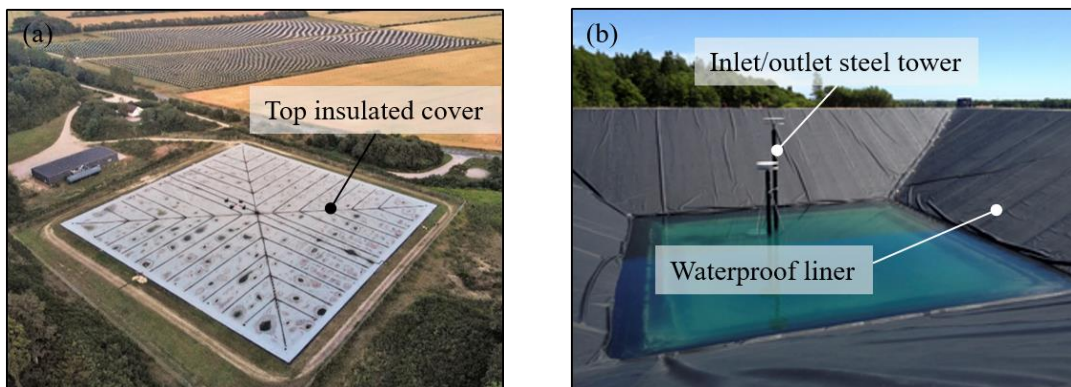 (a)
Top insulated cover
(b)
Inlet/outlet steel tower
Waterproof liner